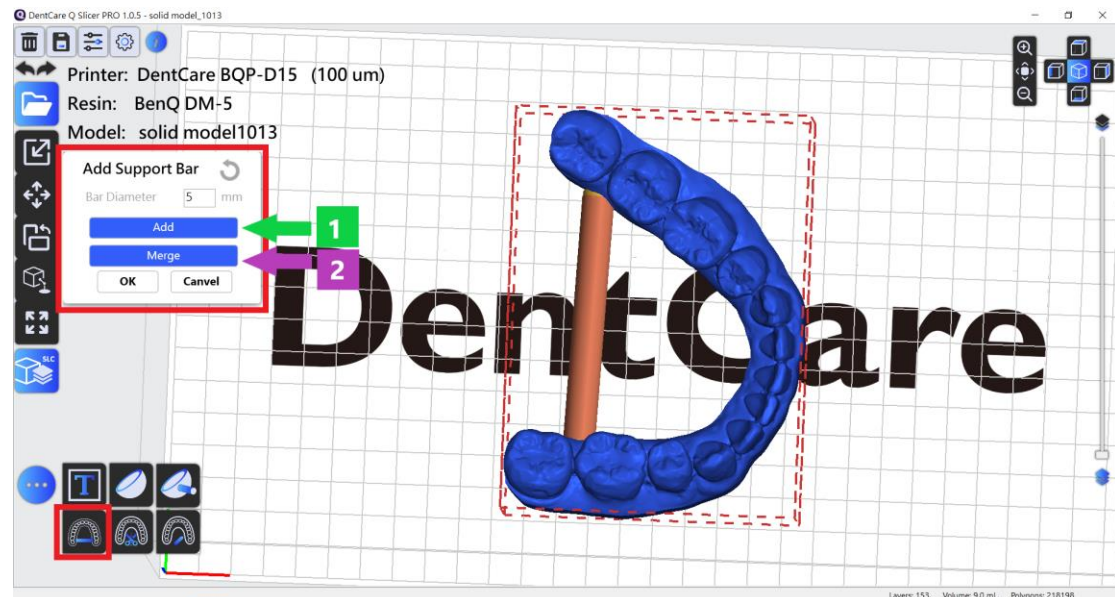 DentCare Q Slicer PRO 1.0.5 - solid model_1013
Printer: DentCare BQP-D15 (100 um)
Resin: BenQ DM-5
Model: solid model1013
Add Support Bar
Bar Diameter 5 mm
Add
1
Merge
2
OK Canvel
DentCare
SLC
T
Layers: 153 Volume: 9.0 ml Polygons: 218198